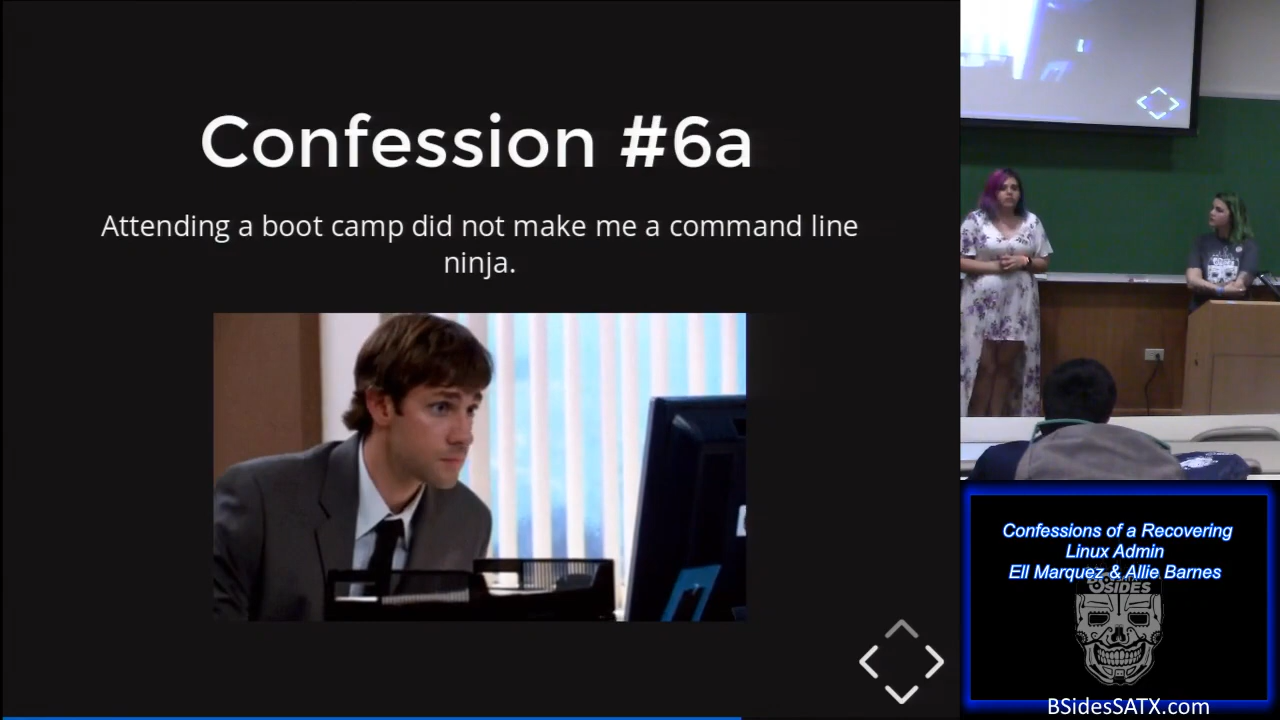 Confession #6a
Attending a boot camp did not make me a command line
ninja.
Confessions of a Recovering
Linux Admin
Ell Marquez & Allie Barnes
BSIDES
BSidesSATX.com